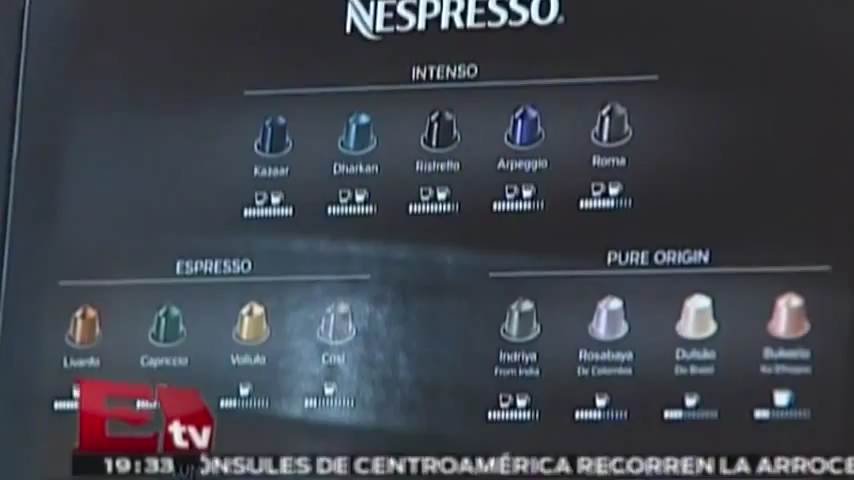 NESPRESSO.
INTENSO
Kazaar Dharkan Ristretto Arpeggio Roma
ESPRESSO
PURE ORIGIN
Livanto Capriccio Volluto Cosi
Indriya Rosabaya Dulsão Bukeela
From India De Colombia Do Brasil Ka Ethiopia
E tv
19:33 ONSULES DE CENTROAMÉRICA RECORREN LA ARROCE